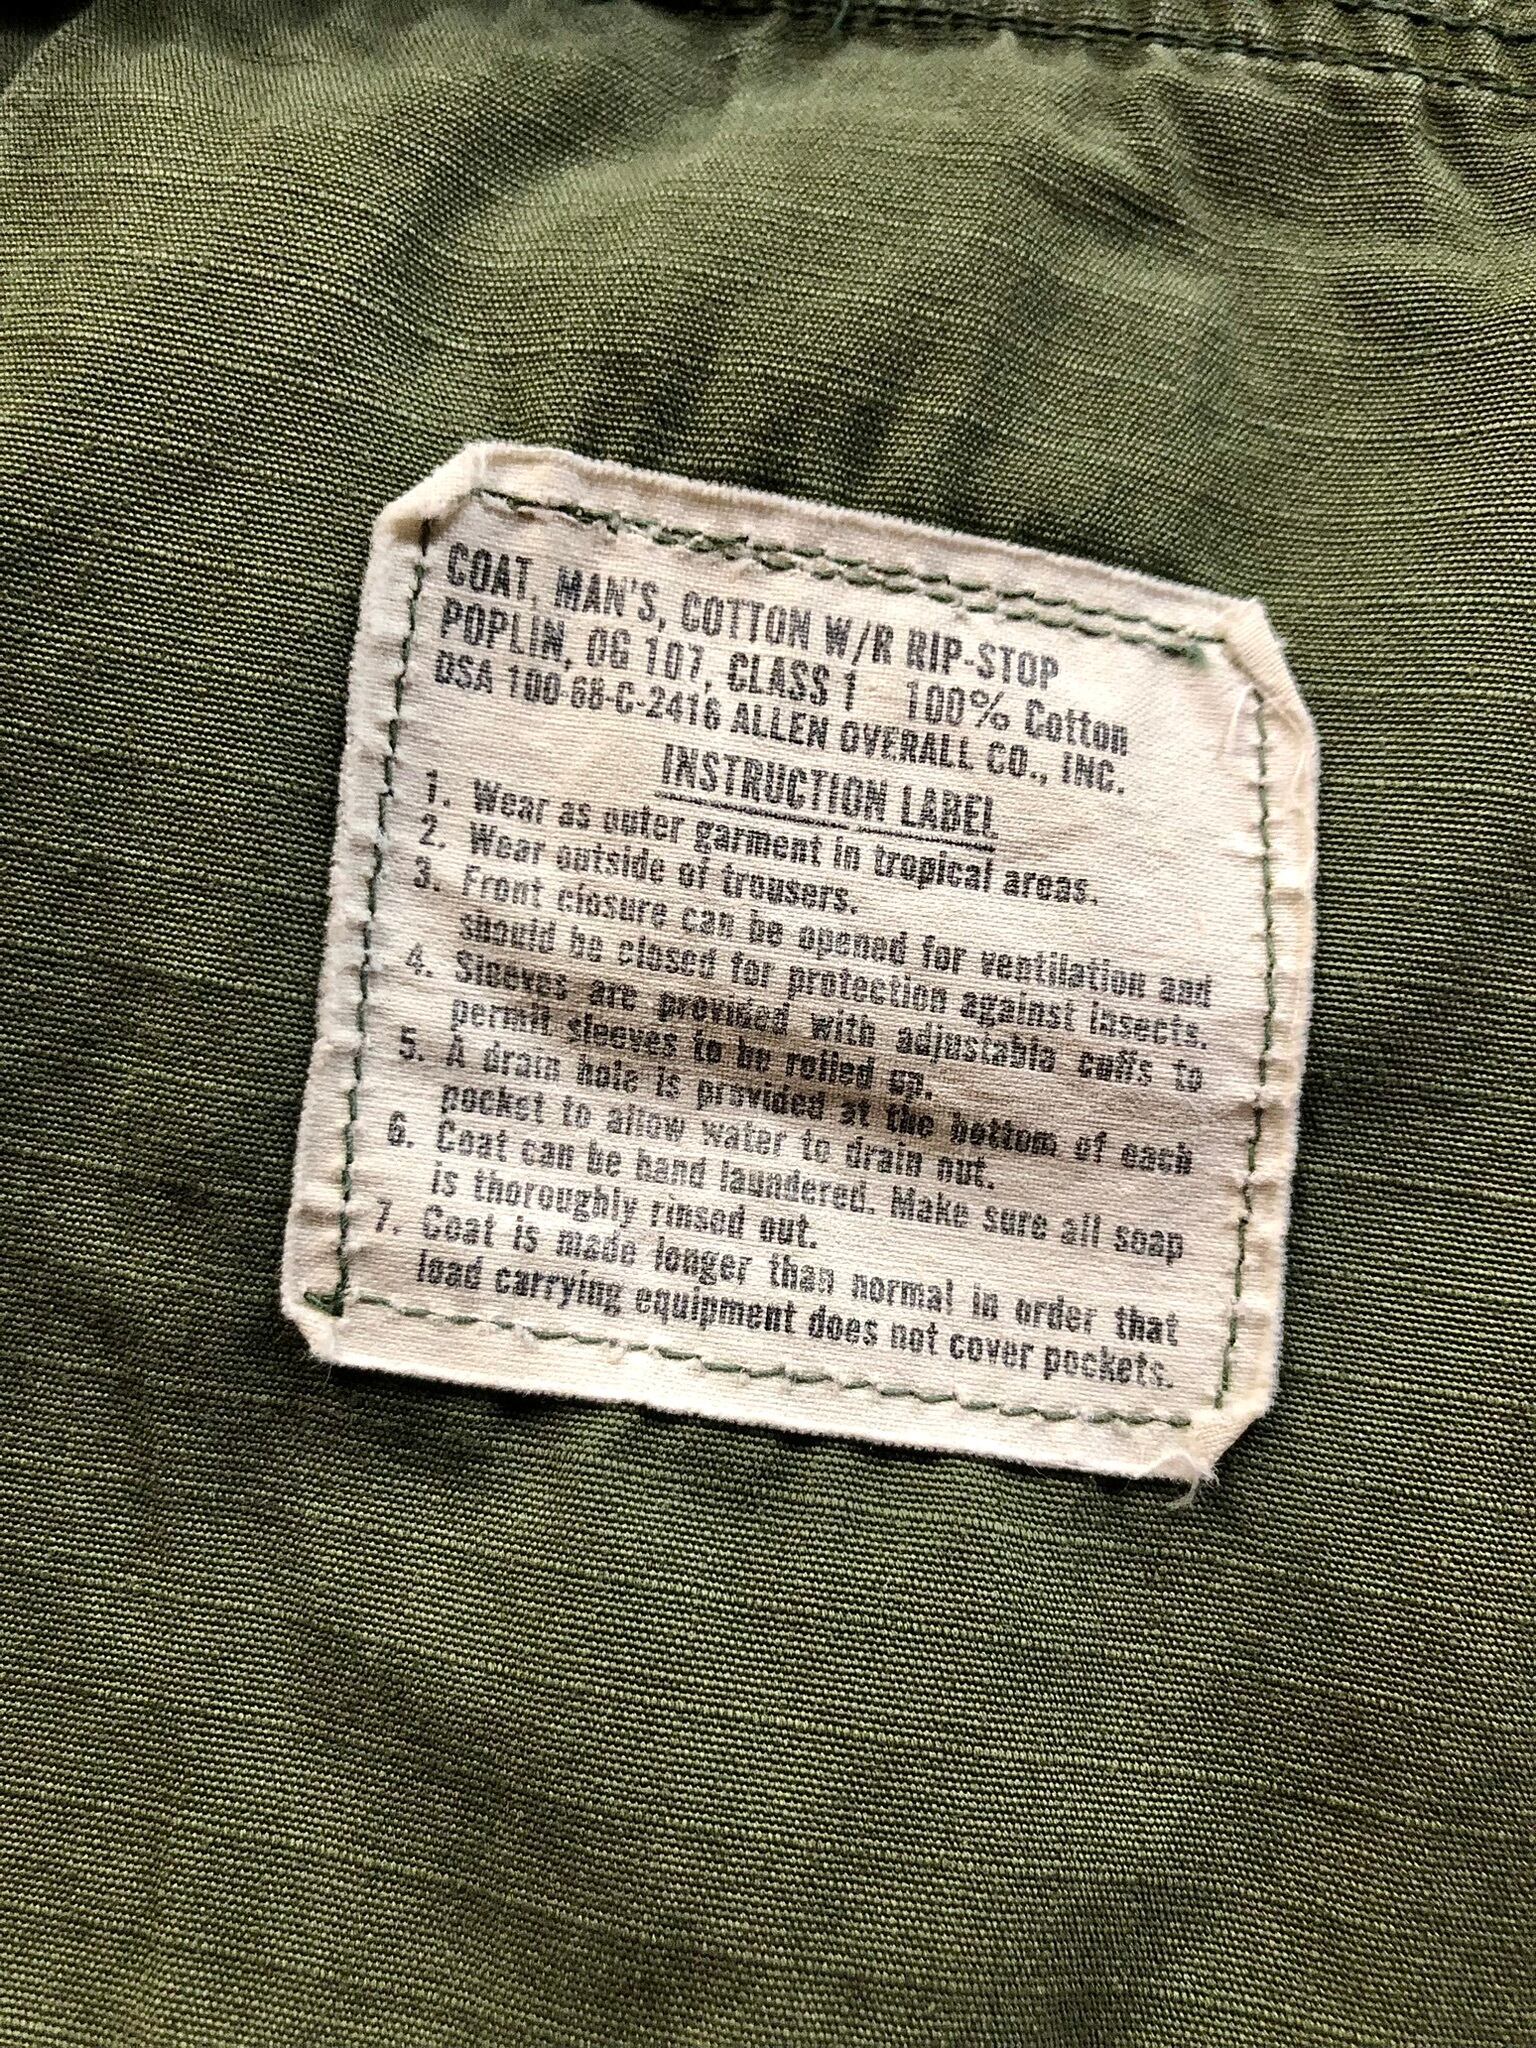 COAT, MAN'S, COTTON W/R RIP-STOP
POPLIN, OG 107, CLASS 1 100% Cotton
DSA 100-68-C-2416 ALLEN OVERALL CO., INC.
INSTRUCTION LABEL
1. Wear as outer garment in tropical areas.
2. Wear outside of trousers.
3. Front closure can be opened for ventilation and
should be closed for protection against insects.
4. Sleeves are provided with adjustable cuffs to
permit sleeves to be rolled up.
5. A drain hole is provided at the bottom of each
pocket to allow water to drain out.
6. Coat can be hand laundered. Make sure all soap
is thoroughly rinsed out.
7. Coat is made longer than normal in order that
load carrying equipment does not cover pockets.